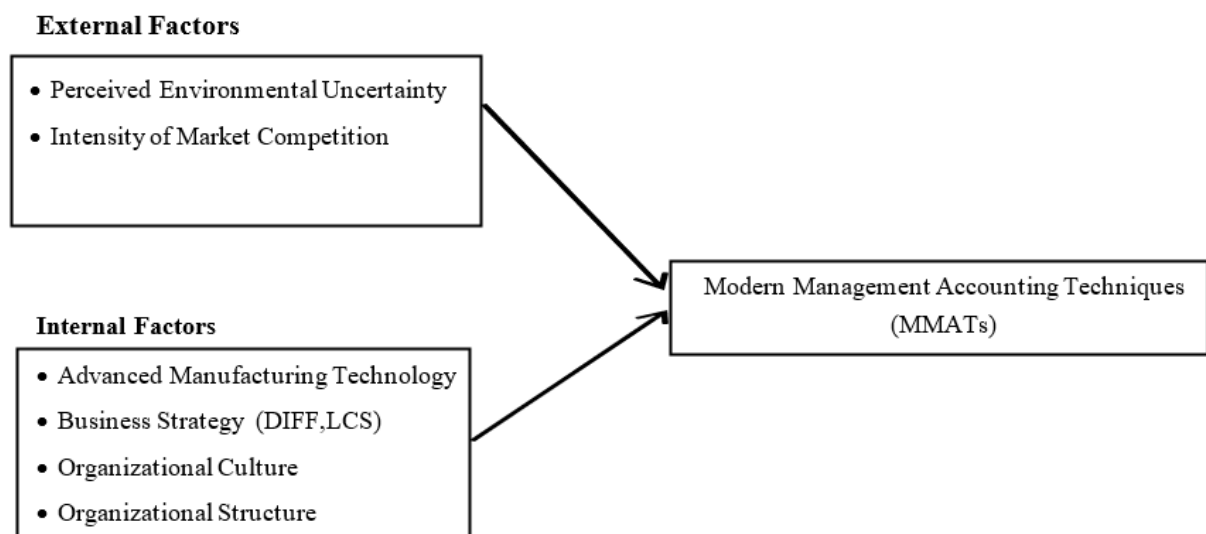 External Factors
• Perceived Environmental Uncertainty
• Intensity of Market Competition
Modern Management Accounting Techniques
(MMATs)
Internal Factors
• Advanced Manufacturing Technology
• Business Strategy (DIFF,LCS)
• Organizational Culture
• Organizational Structure